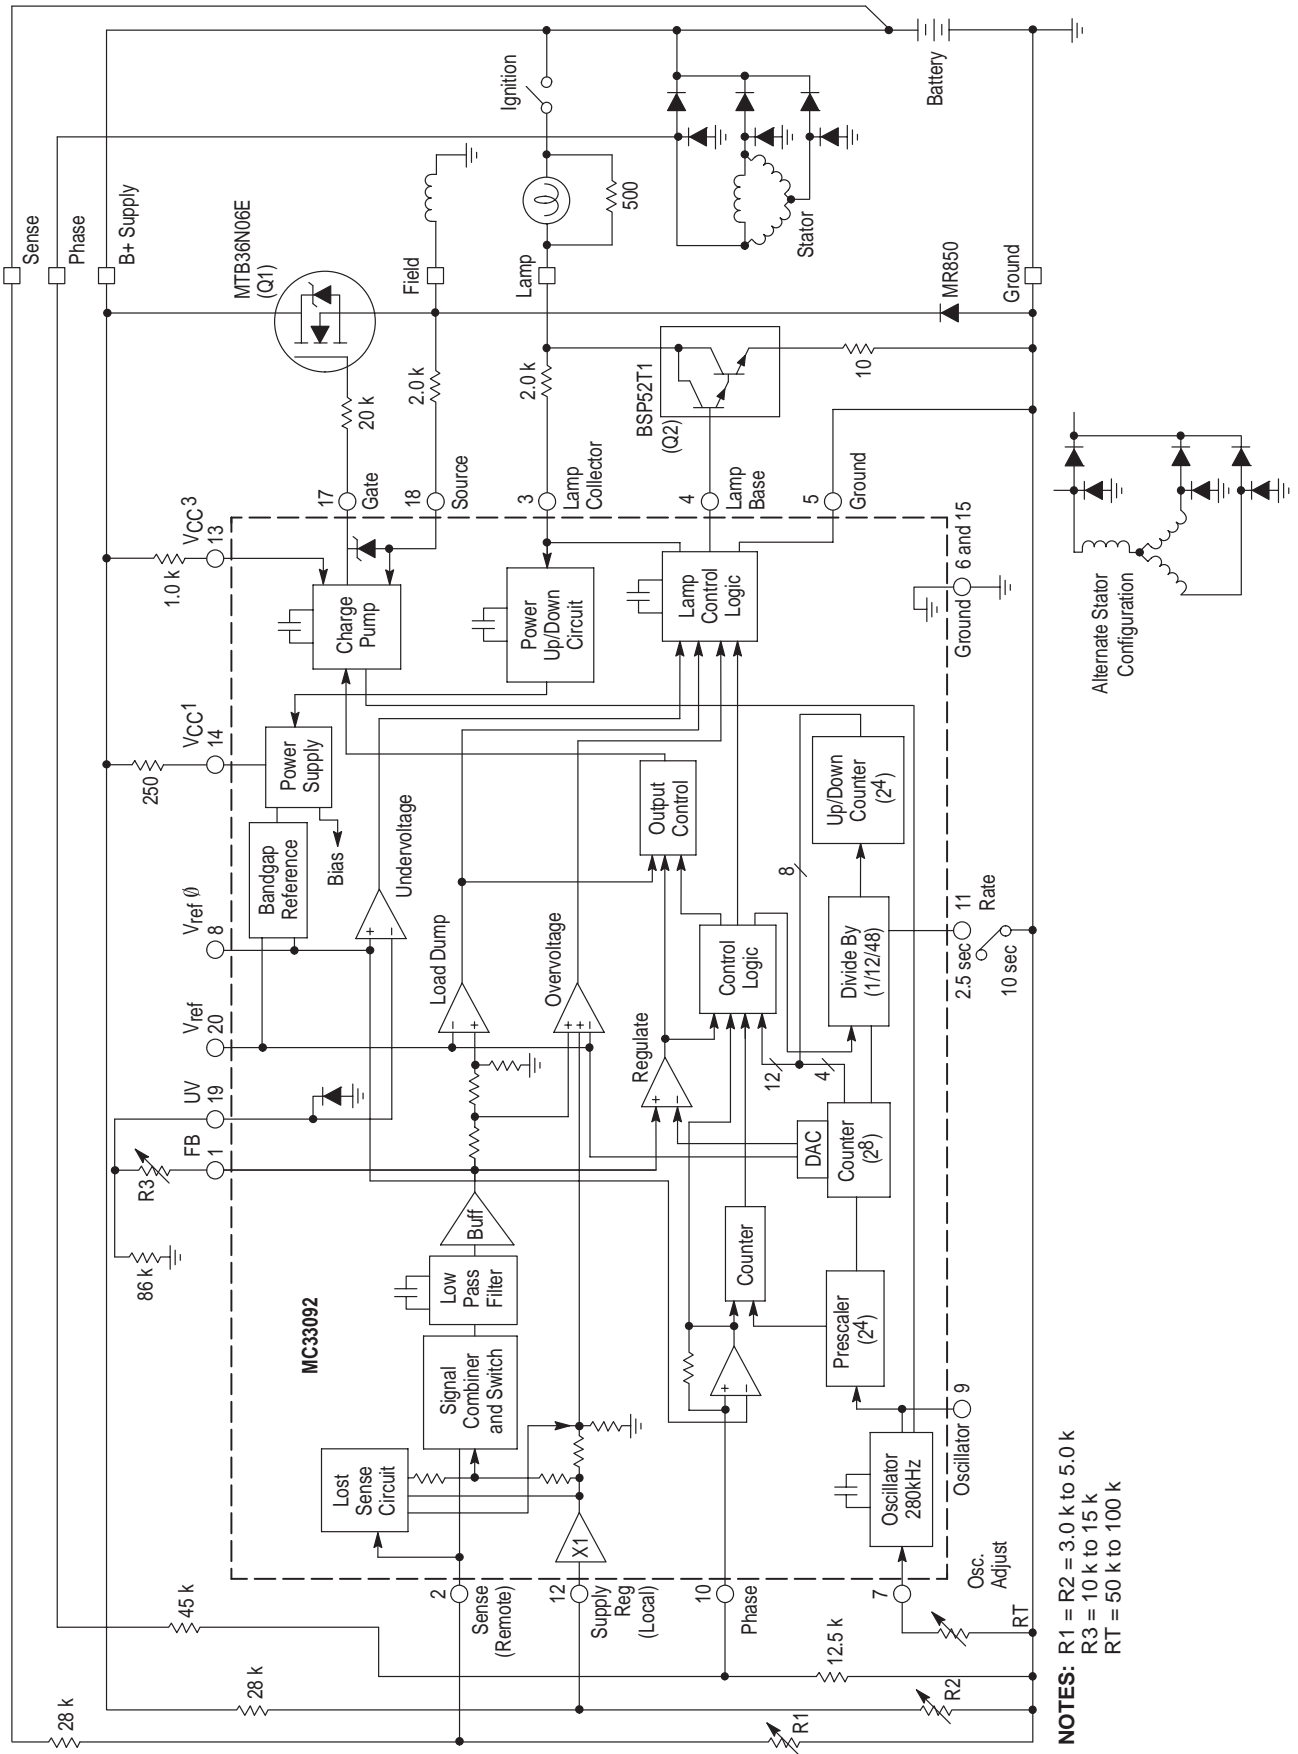 Sense
Phase
B+ Supply
MTB36N06E
(Q1)
Field
Lamp
Ignition
500
Stator
Battery
MR850
Ground
20 k
2.0 k
2.0 k
BSP52T1
(Q2)
10
1.0 k
VCC3
13
17
Gate
18
Source
3
Lamp
Collector
4
Lamp
Base
5
Ground
250
VCC1
14
Power
Supply
Charge
Pump
Power
Up/Down
Circuit
Lamp
Control
Logic
Ground
6 and 15
Alternate Stator
Configuration
Vref Ø
8
Bandgap
Reference
Bias
Undervoltage
Output
Control
Up/Down
Counter
(24)
8
Vref
20
Load Dump
+
–
–
+
Overvoltage
+
+
–
Control
Logic
Divide By
(1/12/48)
11
Rate
2.5 sec
10 sec
UV
19
FB
1
R3
86 k
Regulate
+
–
12
4
DAC
Counter
(28)
MC33092
Buff
Low
Pass
Filter
Counter
Prescaler
(24)
Signal
Combiner
and Switch
+
–
Lost
Sense
Circuit
X1
Oscillator
280kHz
9
Oscillator
2
Sense
(Remote)
12
Supply
Reg
(Local)
10
Phase
7
Osc.
Adjust
45 k
28 k
28 k
12.5 k
R1
R2
RT
NOTES: R1 = R2 = 3.0 k to 5.0 k
R3 = 10 k to 15 k
RT = 50 k to 100 k